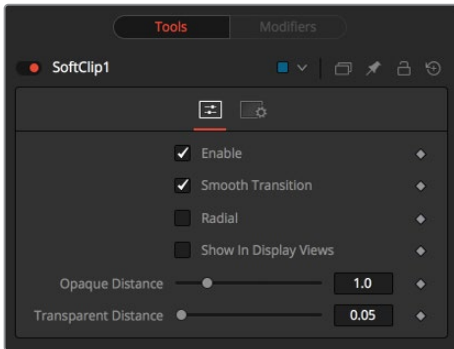 Tools Modifiers
SoftClip1
Enable
Smooth Transition
Radial
Show In Display Views
Opaque Distance 1.0
Transparent Distance 0.05